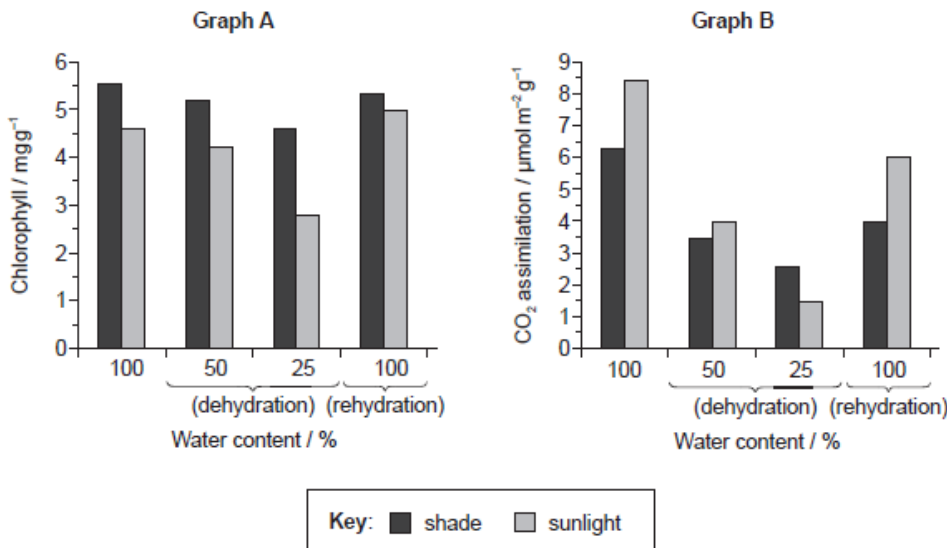 Graph A
Chlorophyll / mgg⁻¹
6
5
4
3
2
1
0
100 50 25 100
(dehydration) (rehydration)
Water content / %
Graph B
CO₂ assimilation / μmol m⁻² g⁻¹
9
8
7
6
5
4
3
2
1
0
100 50 25 100
(dehydration) (rehydration)
Water content / %
Key: shade sunlight